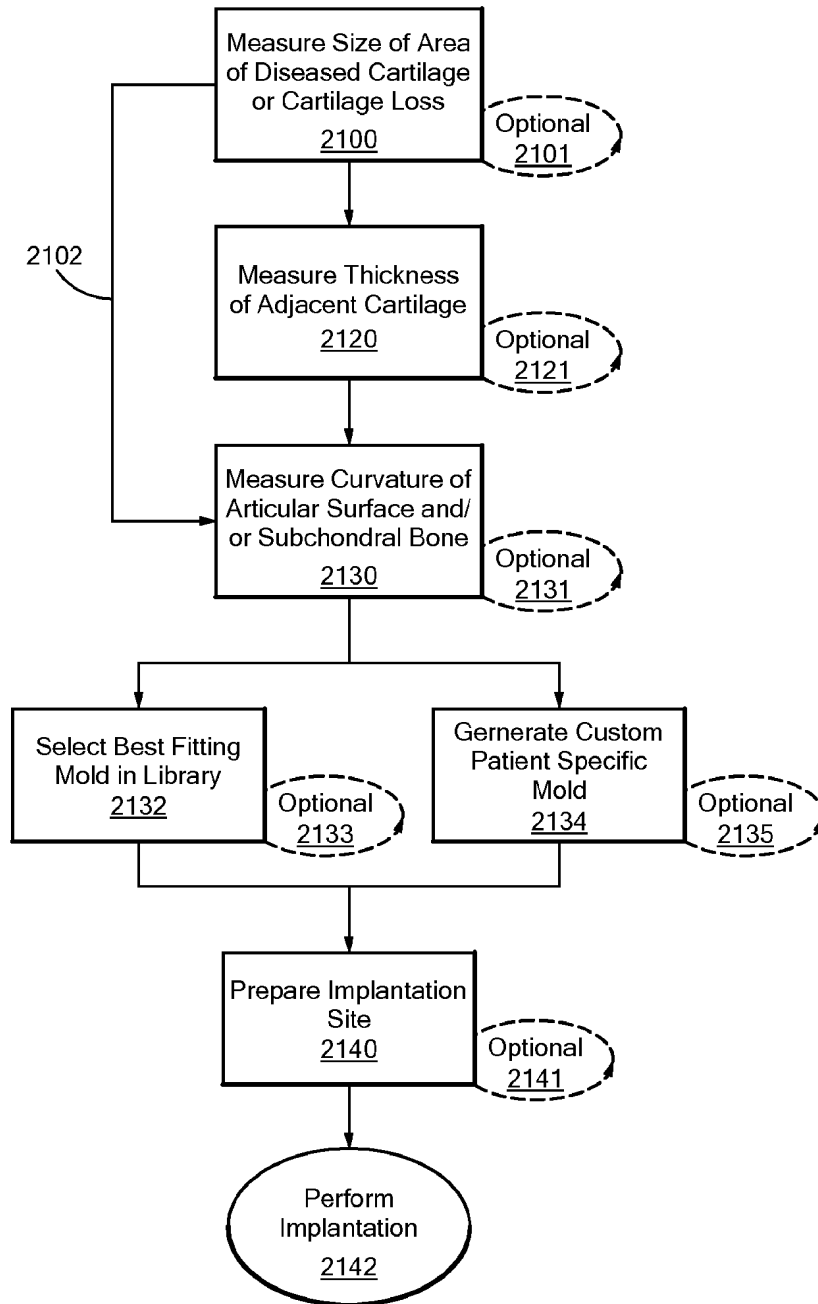 Measure Size of Area
of Diseased Cartilage
or Cartilage Loss
2100
Optional
2101
2102
Measure Thickness
of Adjacent Cartilage
2120
Optional
2121
Measure Curvature of
Articular Surface and/
or Subchondral Bone
2130
Optional
2131
Select Best Fitting
Mold in Library
2132
Optional
2133
Gernerate Custom
Patient Specific
Mold
2134
Optional
2135
Prepare Implantation
Site
2140
Optional
2141
Perform
Implantation
2142